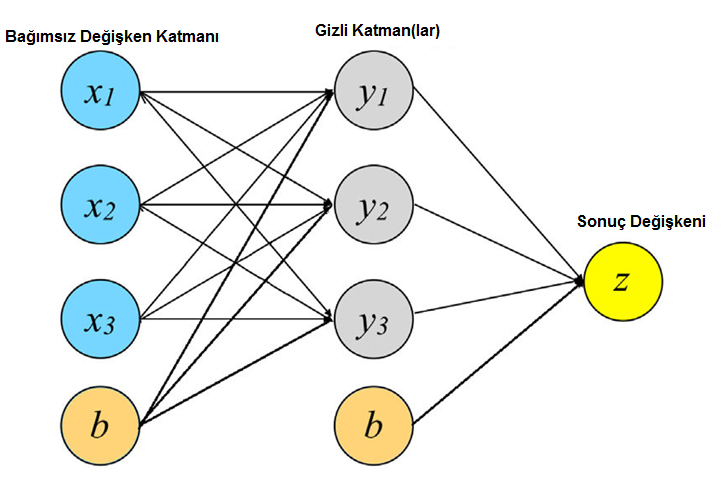 Bağımsız Değişken Katmanı
Gizli Katman(lar)
x1
y1
x2
y2
Sonuç Değişkeni
z
x3
y3
b
b